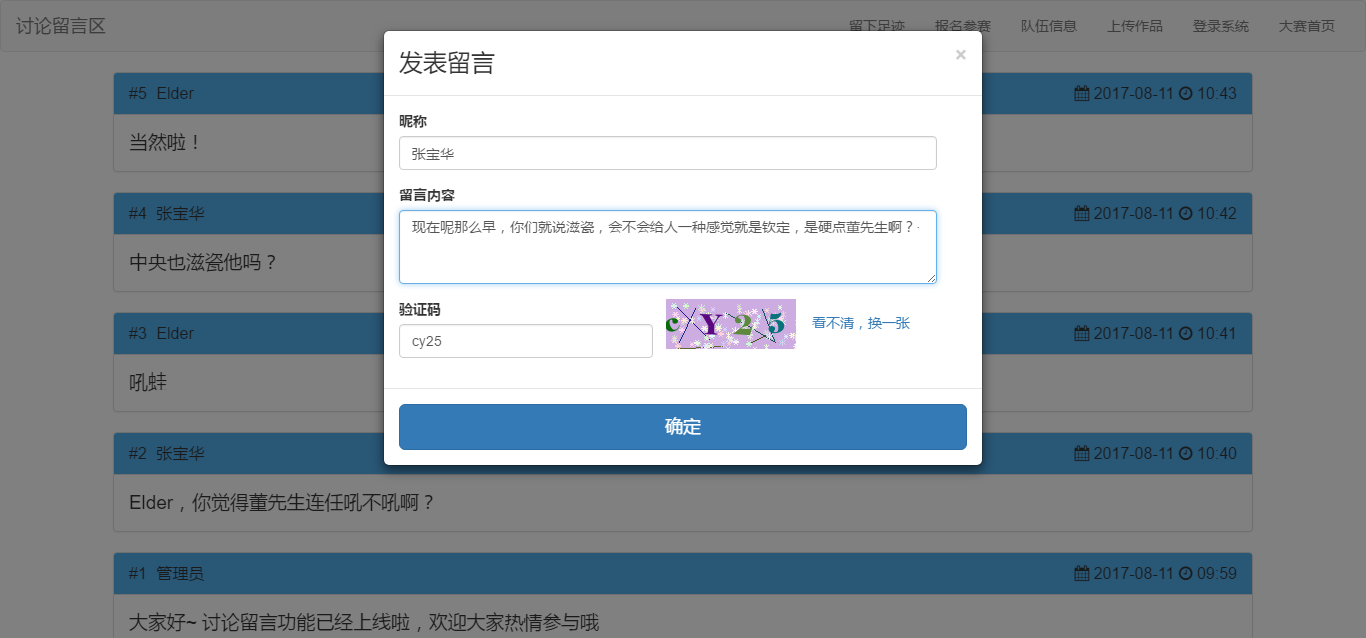 讨论留言区 留下足迹 报名参赛 队伍信息 上传作品 登录系统 大赛首页
发表留言 ×
昵称
张宝华
留言内容
现在呢那么早，你们就说滋瓷，会不会给人一种感觉就是钦定，是硬点董先生啊？
验证码
cy25
cY25 看不清，换一张
确定
#5 Elder 2017-08-11 10:43
当然啦！
#4 张宝华 2017-08-11 10:42
中央也滋瓷他吗？
#3 Elder 2017-08-11 10:41
吼蛙
#2 张宝华 2017-08-11 10:40
Elder，你觉得董先生连任吼不吼啊？
#1 管理员 2017-08-11 09:59
大家好~ 讨论留言功能已经上线啦，欢迎大家热情参与哦